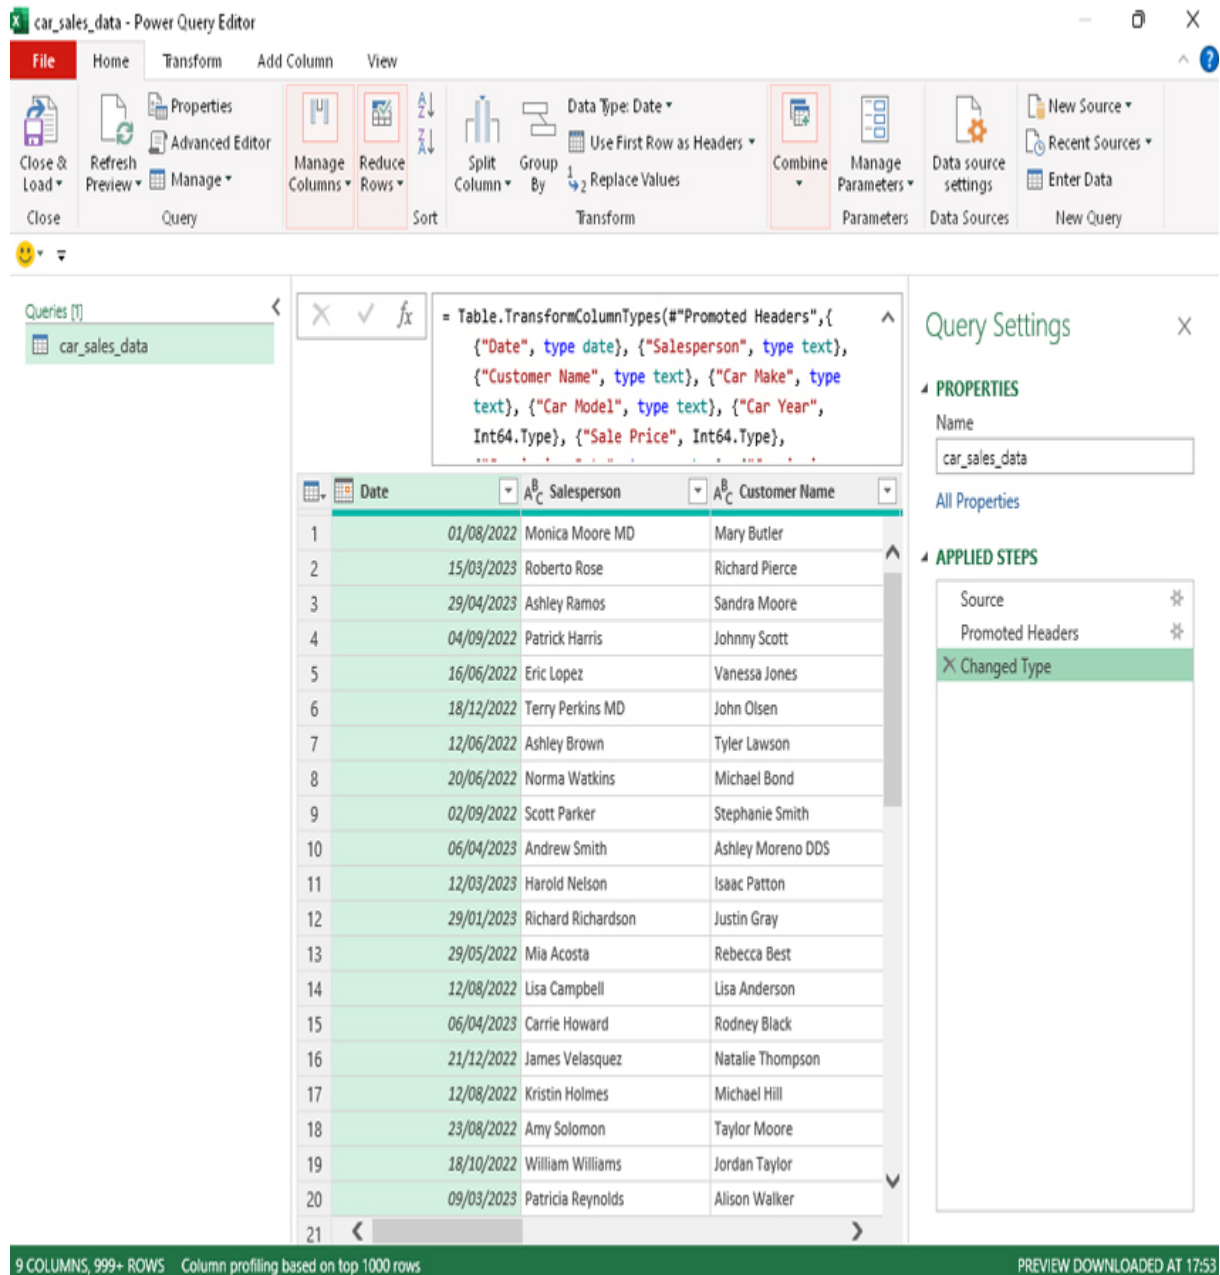 car_sales_data - Power Query Editor
File Home Transform Add Column View
Close & Load
Close
Refresh Preview
Properties
Advanced Editor
Manage
Query
Manage Columns
Reduce Rows
Sort
Split Column
Group By
Data Type: Date
Use First Row as Headers
Replace Values
Transform
Combine
Manage Parameters
Parameters
Data source settings
Data Sources
New Source
Recent Sources
Enter Data
New Query
Queries [1]
car_sales_data
fx
= Table.TransformColumnTypes(#"Promoted Headers",{
{"Date", type date}, {"Salesperson", type text},
{"Customer Name", type text}, {"Car Make", type
text}, {"Car Model", type text}, {"Car Year",
Int64.Type}, {"Sale Price", Int64.Type},
Date ABC Salesperson ABC Customer Name
1 01/08/2022 Monica Moore MD Mary Butler
2 15/03/2023 Roberto Rose Richard Pierce
3 29/04/2023 Ashley Ramos Sandra Moore
4 04/09/2022 Patrick Harris Johnny Scott
5 16/06/2022 Eric Lopez Vanessa Jones
6 18/12/2022 Terry Perkins MD John Olsen
7 12/06/2022 Ashley Brown Tyler Lawson
8 20/06/2022 Norma Watkins Michael Bond
9 02/09/2022 Scott Parker Stephanie Smith
10 06/04/2023 Andrew Smith Ashley Moreno DDS
11 12/03/2023 Harold Nelson Isaac Patton
12 29/01/2023 Richard Richardson Justin Gray
13 29/05/2022 Mia Acosta Rebecca Best
14 12/08/2022 Lisa Campbell Lisa Anderson
15 06/04/2023 Carrie Howard Rodney Black
16 21/12/2022 James Velasquez Natalie Thompson
17 12/08/2022 Kristin Holmes Michael Hill
18 23/08/2022 Amy Solomon Taylor Moore
19 18/10/2022 William Williams Jordan Taylor
20 09/03/2023 Patricia Reynolds Alison Walker
21
Query Settings
PROPERTIES
Name
car_sales_data
All Properties
APPLIED STEPS
Source
Promoted Headers
Changed Type
9 COLUMNS, 999+ ROWS Column profiling based on top 1000 rows
PREVIEW DOWNLOADED AT 17:53